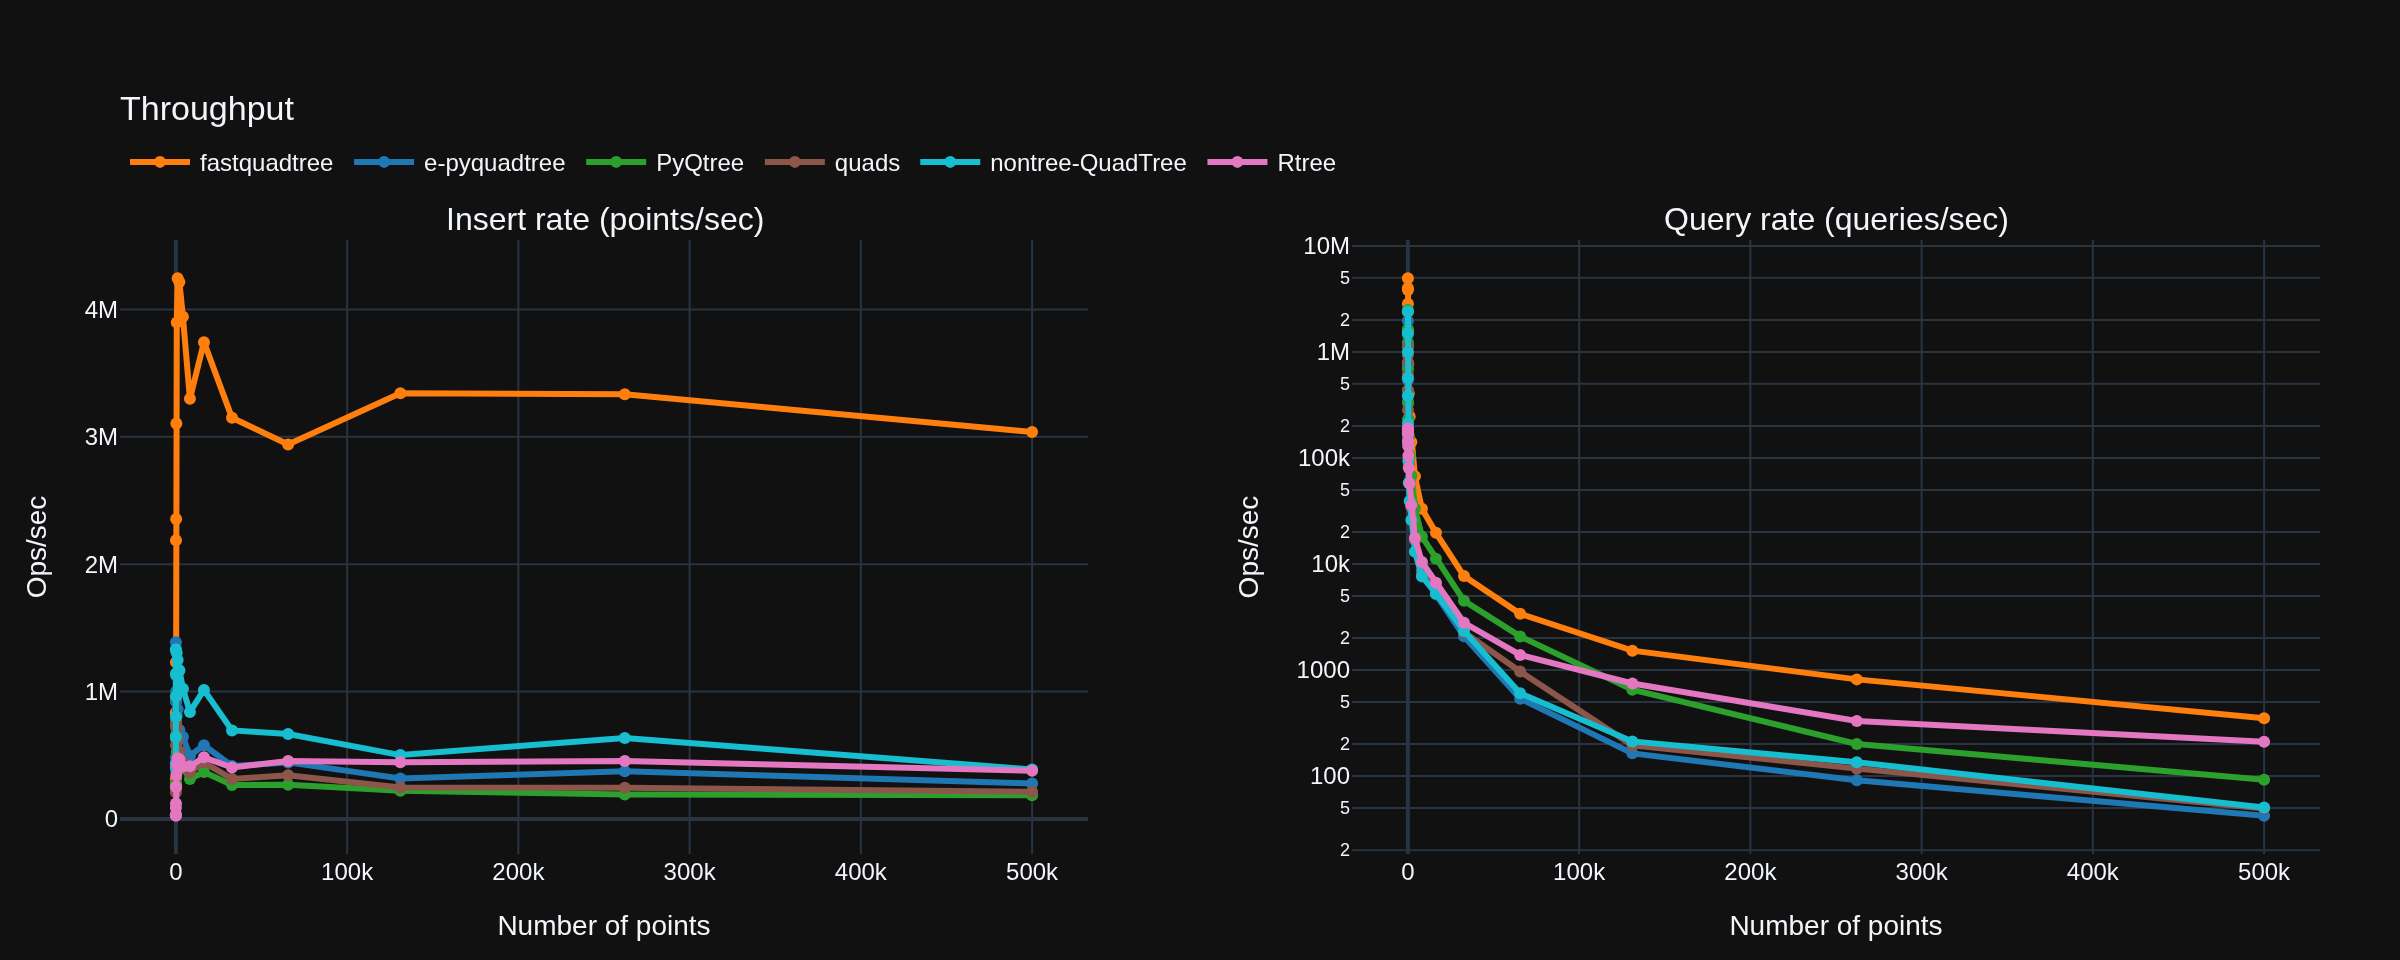 Throughput
fastquadtree e-pyquadtree PyQtree quads nontree-QuadTree Rtree
Insert rate (points/sec)
4M
3M
2M
1M
0
Ops/sec
0 100k 200k 300k 400k 500k
Number of points
Query rate (queries/sec)
10M
5
2
1M
5
2
100k
5
2
10k
5
2
1000
5
2
100
5
2
Ops/sec
0 100k 200k 300k 400k 500k
Number of points